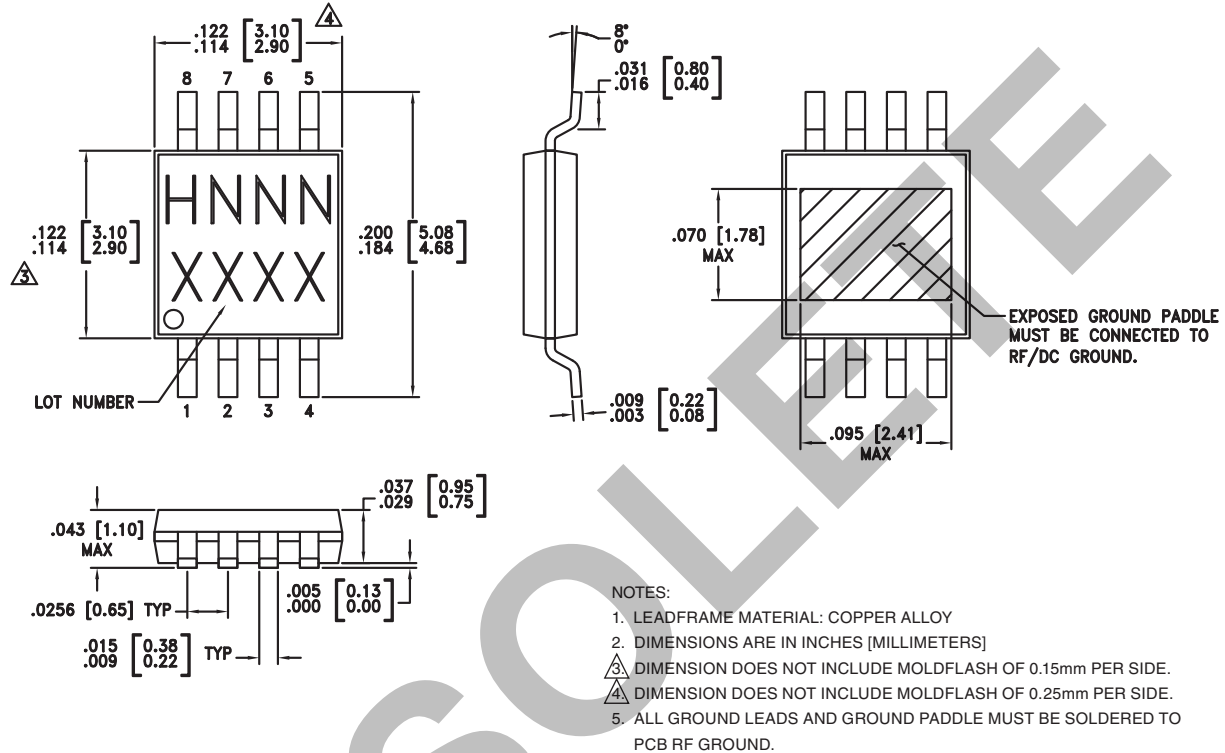 .122 [3.10]
.114 [2.90]
4
8 7 6 5
HNNN
XXXX
.122 [3.10]
.114 [2.90]
3
.200 [5.08]
.184 [4.68]
LOT NUMBER
1 2 3 4
8°
0°
.031 [0.80]
.016 [0.40]
.009 [0.22]
.003 [0.08]
.070 [1.78]
MAX
EXPOSED GROUND PADDLE
MUST BE CONNECTED TO
RF/DC GROUND.
.095 [2.41]
MAX
.037 [0.95]
.029 [0.75]
.043 [1.10]
MAX
.005 [0.13]
.000 [0.00]
.0256 [0.65] TYP
.015 [0.38]
.009 [0.22] TYP
NOTES:
1. LEADFRAME MATERIAL: COPPER ALLOY
2. DIMENSIONS ARE IN INCHES [MILLIMETERS]
3. DIMENSION DOES NOT INCLUDE MOLDFLASH OF 0.15mm PER SIDE.
4. DIMENSION DOES NOT INCLUDE MOLDFLASH OF 0.25mm PER SIDE.
5. ALL GROUND LEADS AND GROUND PADDLE MUST BE SOLDERED TO
PCB RF GROUND.
SOLETE